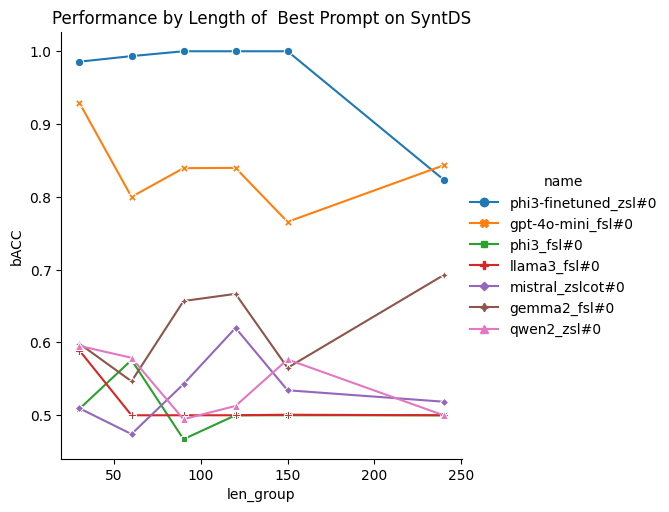 Performance by Length of  Best Prompt on SyntDS
1.0
0.9
0.8
0.7
0.6
0.5
bACC
50
100
150
200
250
len_group
name
phi3-finetuned_zsl#0
gpt-4o-mini_fsl#0
phi3_fsl#0
llama3_fsl#0
mistral_zslcot#0
gemma2_fsl#0
qwen2_zsl#0